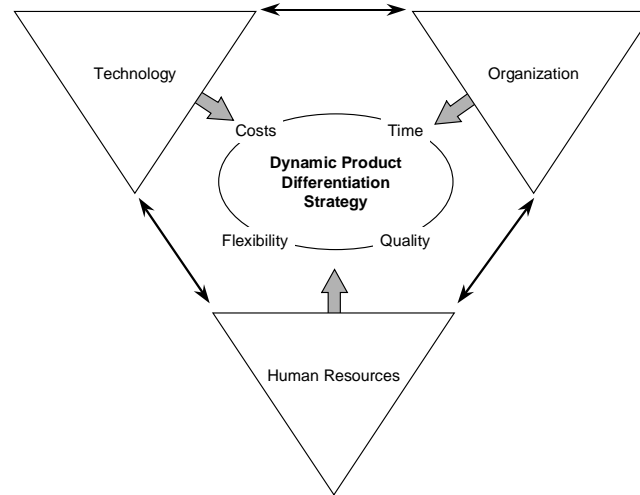 Technology
Organization
Costs
Time
Dynamic Product
Differentiation
Strategy
Flexibility
Quality
Human Resources